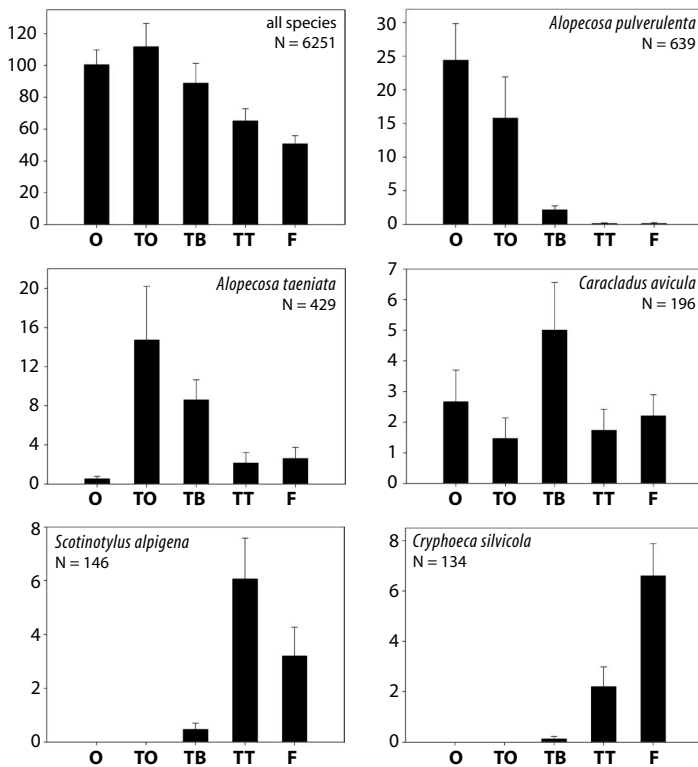 all species
N = 6251
120
100
80
60
40
20
0
O TO TB TT F
Alopecosa pulverulenta
N = 639
30
25
20
15
10
5
0
O TO TB TT F
Alopecosa taeniata
N = 429
20
16
12
8
4
0
O TO TB TT F
Caracladus avicula
N = 196
7
6
5
4
3
2
1
0
O TO TB TT F
Scotinotylus alpigena
N = 146
8
6
4
2
0
O TO TB TT F
Cryphoeca silvicola
N = 134
8
6
4
2
0
O TO TB TT F